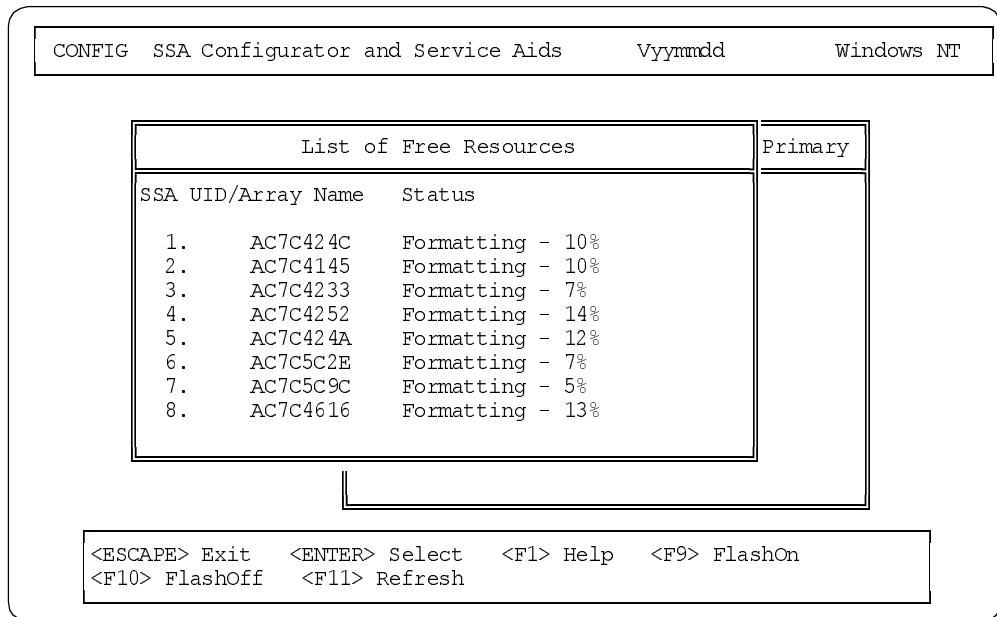 CONFIG SSA Configurator and Service Aids Vyymmdd Windows NT
List of Free Resources Primary
SSA UID/Array Name Status
1. AC7C424C Formatting - 10%
2. AC7C4145 Formatting - 10%
3. AC7C4233 Formatting - 7%
4. AC7C4252 Formatting - 14%
5. AC7C424A Formatting - 12%
6. AC7C5C2E Formatting - 7%
7. AC7C5C9C Formatting - 5%
8. AC7C4616 Formatting - 13%
<ESCAPE> Exit <ENTER> Select <F1> Help <F9> FlashOn
<F10> FlashOff <F11> Refresh